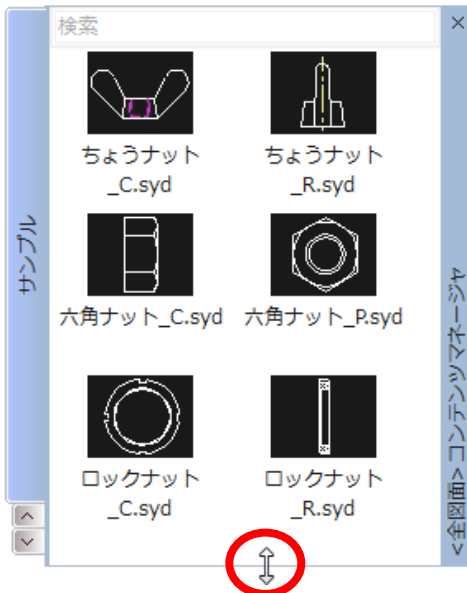 検索
×
ちょうナット
_C.syd
ちょうナット
_R.syd
六角ナット_C.syd
六角ナット_P.syd
ロックナット
_C.syd
ロックナット
_R.syd
サンプル
<全図面> コンテンツマネージャ